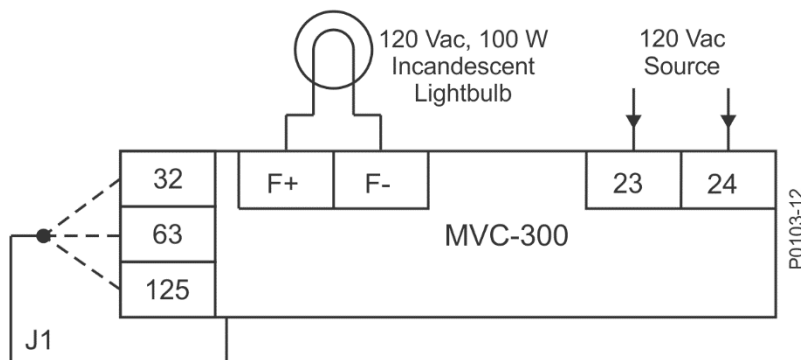 120 Vac, 100 W
Incandescent
Lightbulb
120 Vac
Source
32
F+
F-
23
24
63
MVC-300
125
J1
P0103-12